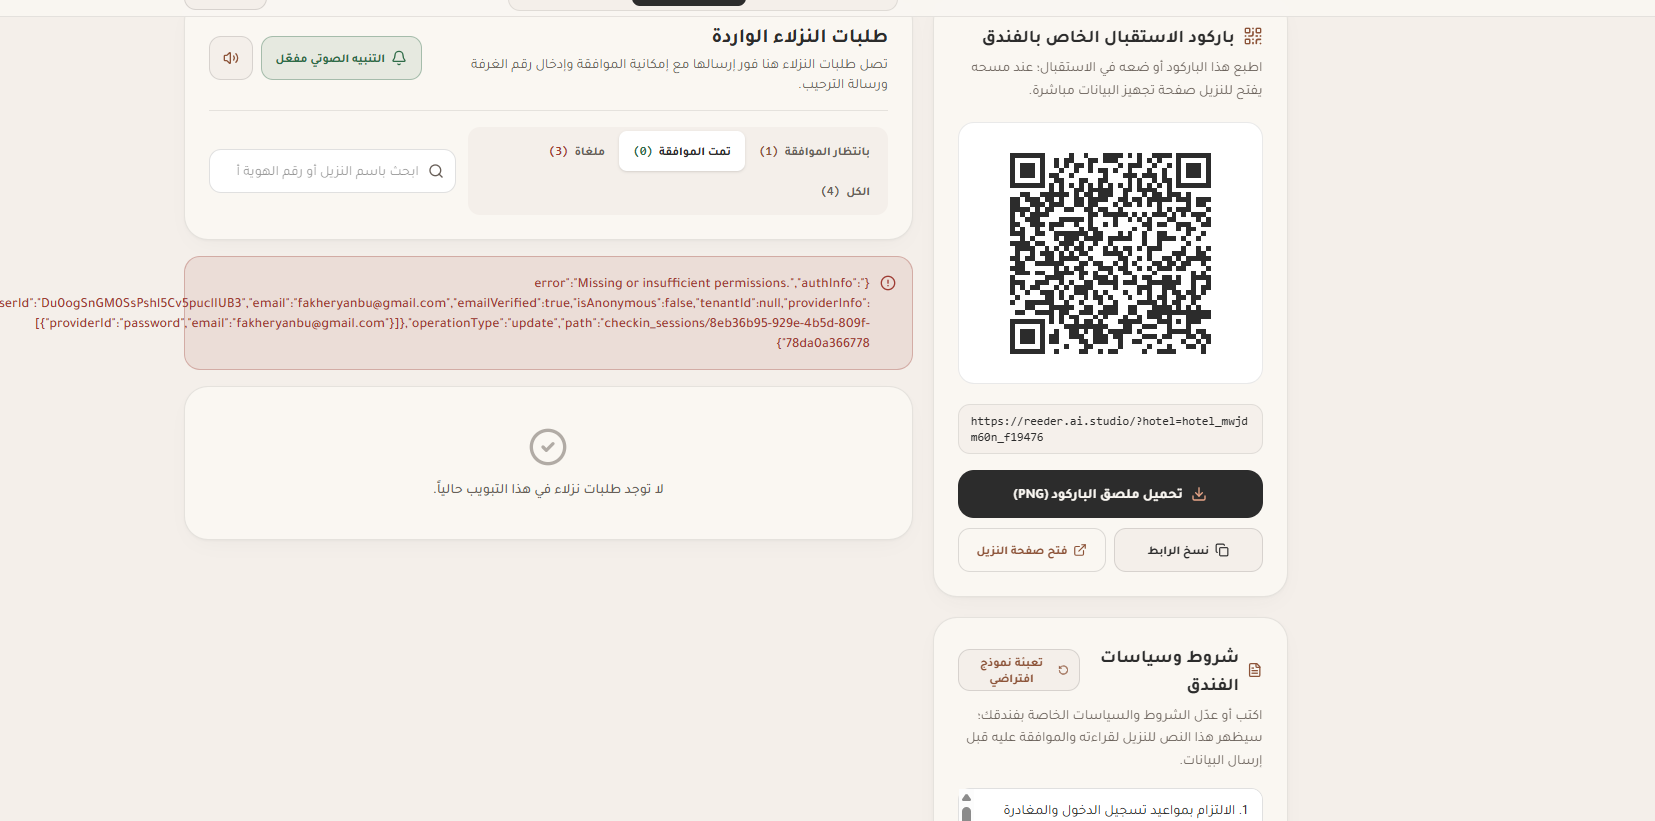 باركود الاستقبال الخاص بالفندق
اطبع هذا الباركود أو ضعه في الاستقبال؛ عند مسحه
يفتح للنزيل صفحة تجهيز البيانات مباشرة.
https://reeder.ai.studio/?hotel=hotel_mwjd
m60n_f19476
تحميل ملصق الباركود (PNG)
نسخ الرابط
فتح صفحة النزيل
شروط وسياسات
الفندق
تعبئة نموذج
افتراضي
اكتب أو عدّل الشروط والسياسات الخاصة بفندقك؛
سيظهر هذا النص للنزيل لقراءته والموافقة عليه قبل
إرسال البيانات.
1. الالتزام بمواعيد تسجيل الدخول والمغادرة
طلبات النزلاء الواردة
تصل طلبات النزلاء هنا فور إرسالها مع إمكانية الموافقة وإدخال رقم الغرفة
ورسالة الترحيب.
التنبيه الصوتي مفعّل
بانتظار الموافقة (1)
تمت الموافقة (0)
ملغاة (3)
الكل (4)
ابحث باسم النزيل أو رقم الهوية أ
{"error":"Missing or insufficient permissions.","authInfo":
serId":"Du0ogSnGM0SsPshI5Cv5pucIlUB3","email":"fakheryanbu@gmail.com","emailVerified":true,"isAnonymous":false,"tenantId":null,"providerInfo":
[{"providerId":"password","email":"fakheryanbu@gmail.com"}]},"operationType":"update","path":"checkin_sessions/8eb36b95-929e-4b5d-809f-
78da0a366778"}
لا توجد طلبات نزلاء في هذا التبويب حالياً.